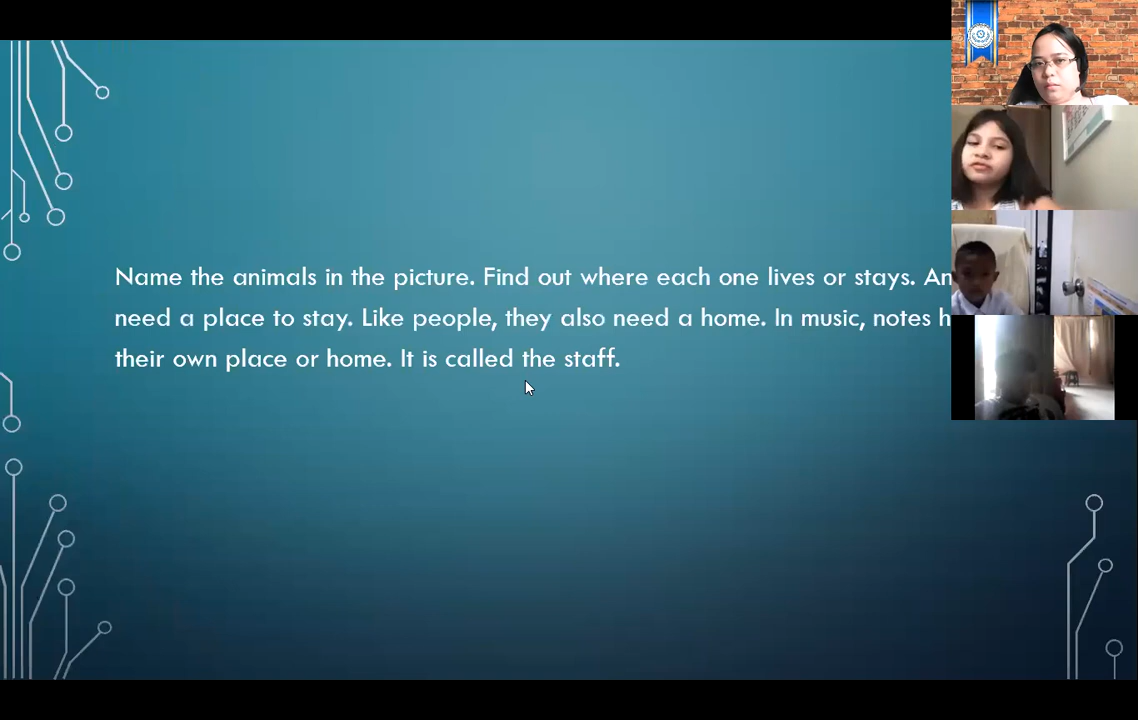 Name the animals in the picture. Find out where each one lives or stays. An
need a place to stay. Like people, they also need a home. In music, notes h
their own place or home. It is called the staff.